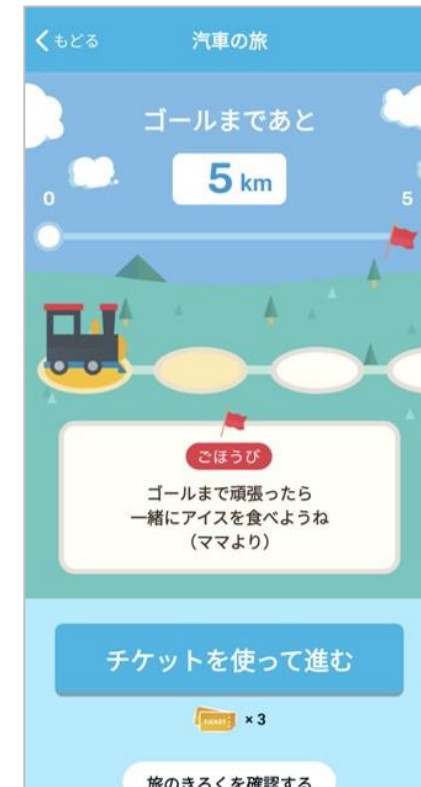 もどる
汽車の旅
ゴールまであと
5 km
0
5
ごほうび
ゴールまで頑張ったら
一緒にアイスを食べようね
（ママより）
チケットを使って進む
TICKET
×3
旅のきろくを確認する